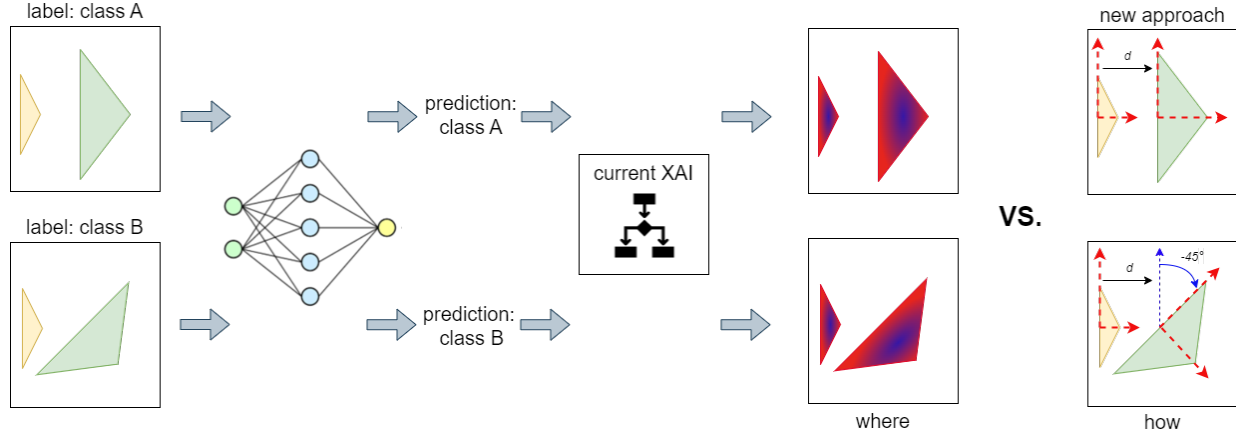 label: class A
new approach
d
prediction:
class A
current XAI
VS.
label: class B
-45°
d
prediction:
class B
where
how